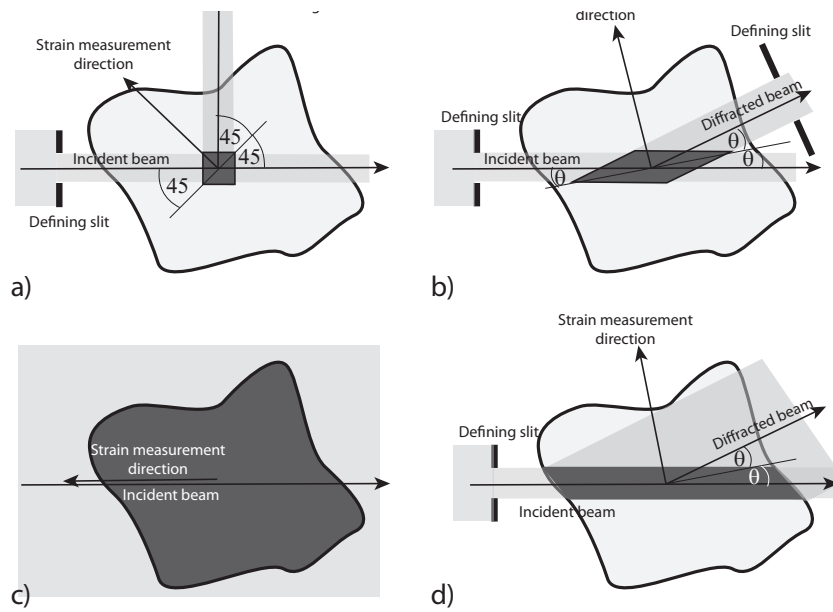 Strain measurement
direction
45
45
Incident beam
45
Defining slit
a)
direction
Defining slit
Defining slit
Diffracted beam
Incident beam
θ
θ
θ
b)
Strain measurement
direction
Incident beam
c)
Strain measurement
direction
Defining slit
Diffracted beam
θ
θ
Incident beam
d)